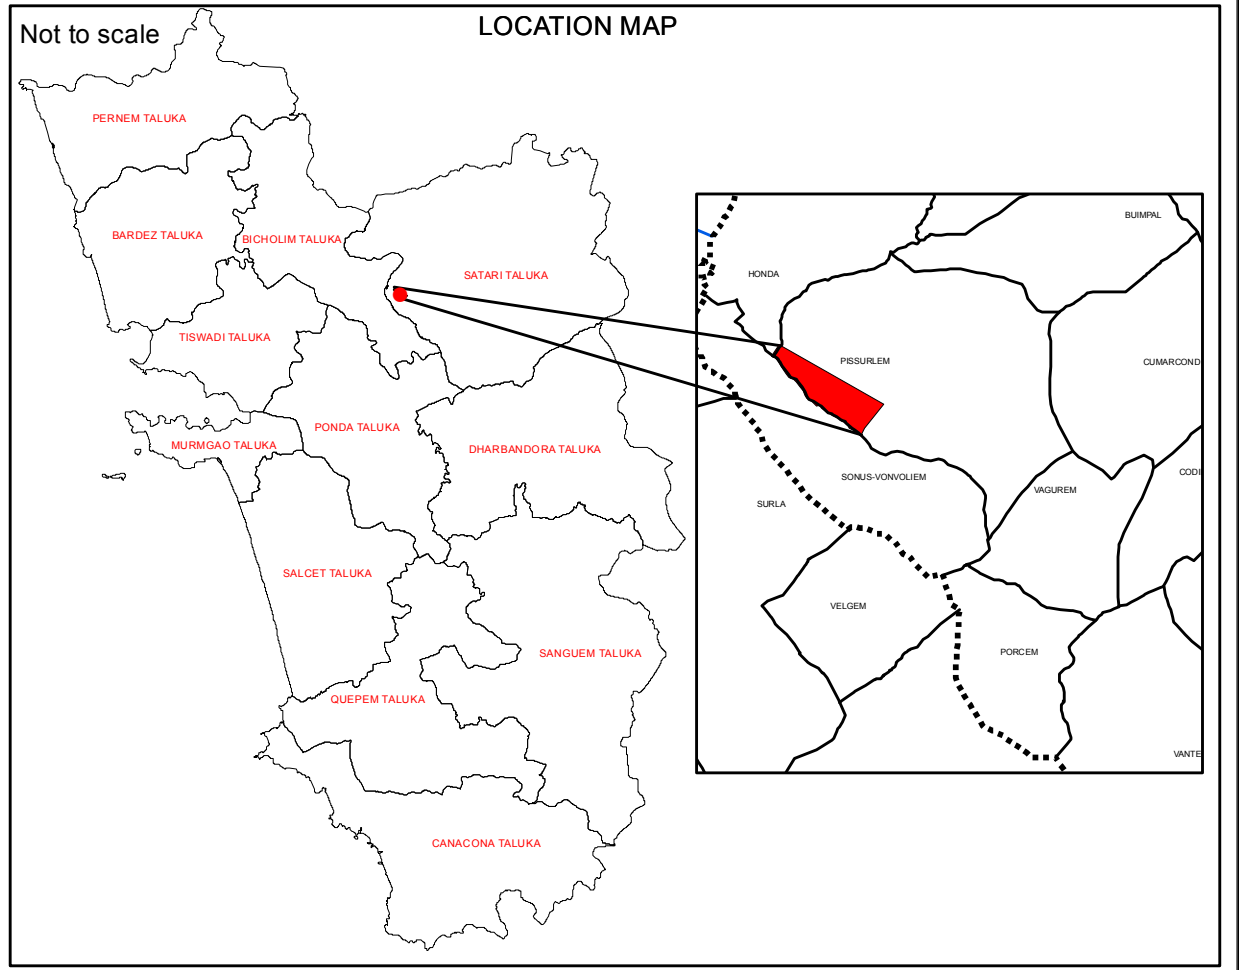 LOCATION MAP
Not to scale
PERNEM TALUKA
BARDEZ TALUKA
BICHOLIM TALUKA
SATARI TALUKA
TISWADI TALUKA
PONDA TALUKA
MURMGAO TALUKA
DHARBANDORA TALUKA
SALCET TALUKA
SANGUEM TALUKA
QUEPEM TALUKA
CANACONA TALUKA
BUIMPAL
HONDA
PISSURLEM
CUMARCOND
CODI
SONUS-VONVOLIEM
VAGUREM
SURLA
VELGEM
PORCEM
VANTE